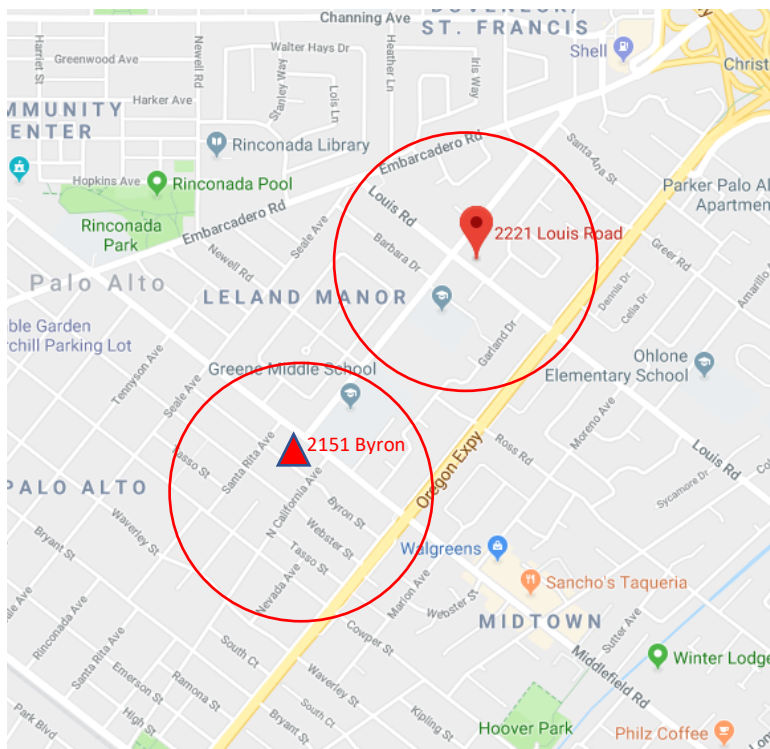 Channing Ave
ST. FRANCIS
Shell
Walter Hays Dr
Greenwood Ave
Harriet St
Newell Rd
Stanley Way
Lois Ln
Heather Ln
Iris Way
Christ
Harker Ave
MMUNITY
ENTER
Rinconada Library
Embarcadero Rd
Santa Ana St
Hopkins Ave
Rinconada Pool
Louis Rd
Parker Palo Al
Apartmen
Rinconada
Park
Embarcadero Rd
Seale Ave
2221 Louis Road
Barbara Dr
Greer Rd
Newell Rd
Palo Alto
LELAND MANOR
Dennis Dr
Celia Dr
Amarillo A
ble Garden
rchill Parking Lot
Garland Dr
Ohlone
Elementary School
Tennyson Ave
Seale Ave
Greene Middle School
Moreno Ave
Louis Rd
2151 Byron
Ross Rd
Santa Rita Ave
Tasso St
Oregon Expy
PALO ALTO
N California Ave
Byron St
Sycamore Dr
Co
Waverley St
Webster St
Walgreens
Bryant St
Tasso St
Sancho's Taqueria
Nevada Ave
Marion Ave
Webster St
MIDTOWN
ale Ave
Rinconada Ave
Cowper St
Sutter Ave
Santa Rita Ave
South Ct
Winter Lodge
Emerson St
Ramona St
Waverley St
Middlefield Rd
South Ct
High St
Bryant St
Kipling St
Park Blvd
Hoover Park
Philz Coffee